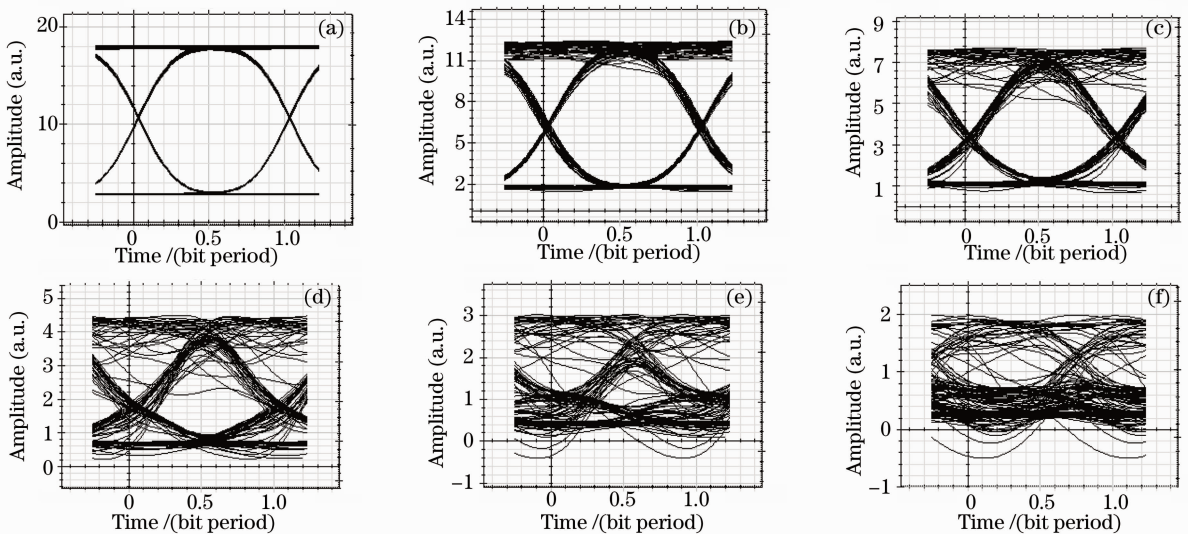 (a)
Amplitude (a.u.)
20
10
0
0 0.5 1.0
Time /(bit period)
(b)
Amplitude (a.u.)
14
11
8
5
2
0 0.5 1.0
Time /(bit period)
(c)
Amplitude (a.u.)
9
7
5
3
1
0 0.5 1.0
Time /(bit period)
(d)
Amplitude (a.u.)
5
4
3
2
1
0
0 0.5 1.0
Time /(bit period)
(e)
Amplitude (a.u.)
3
2
1
0
−1
0 0.5 1.0
Time /(bit period)
(f)
Amplitude (a.u.)
2
1
0
−1
0 0.5 1.0
Time /(bit period)